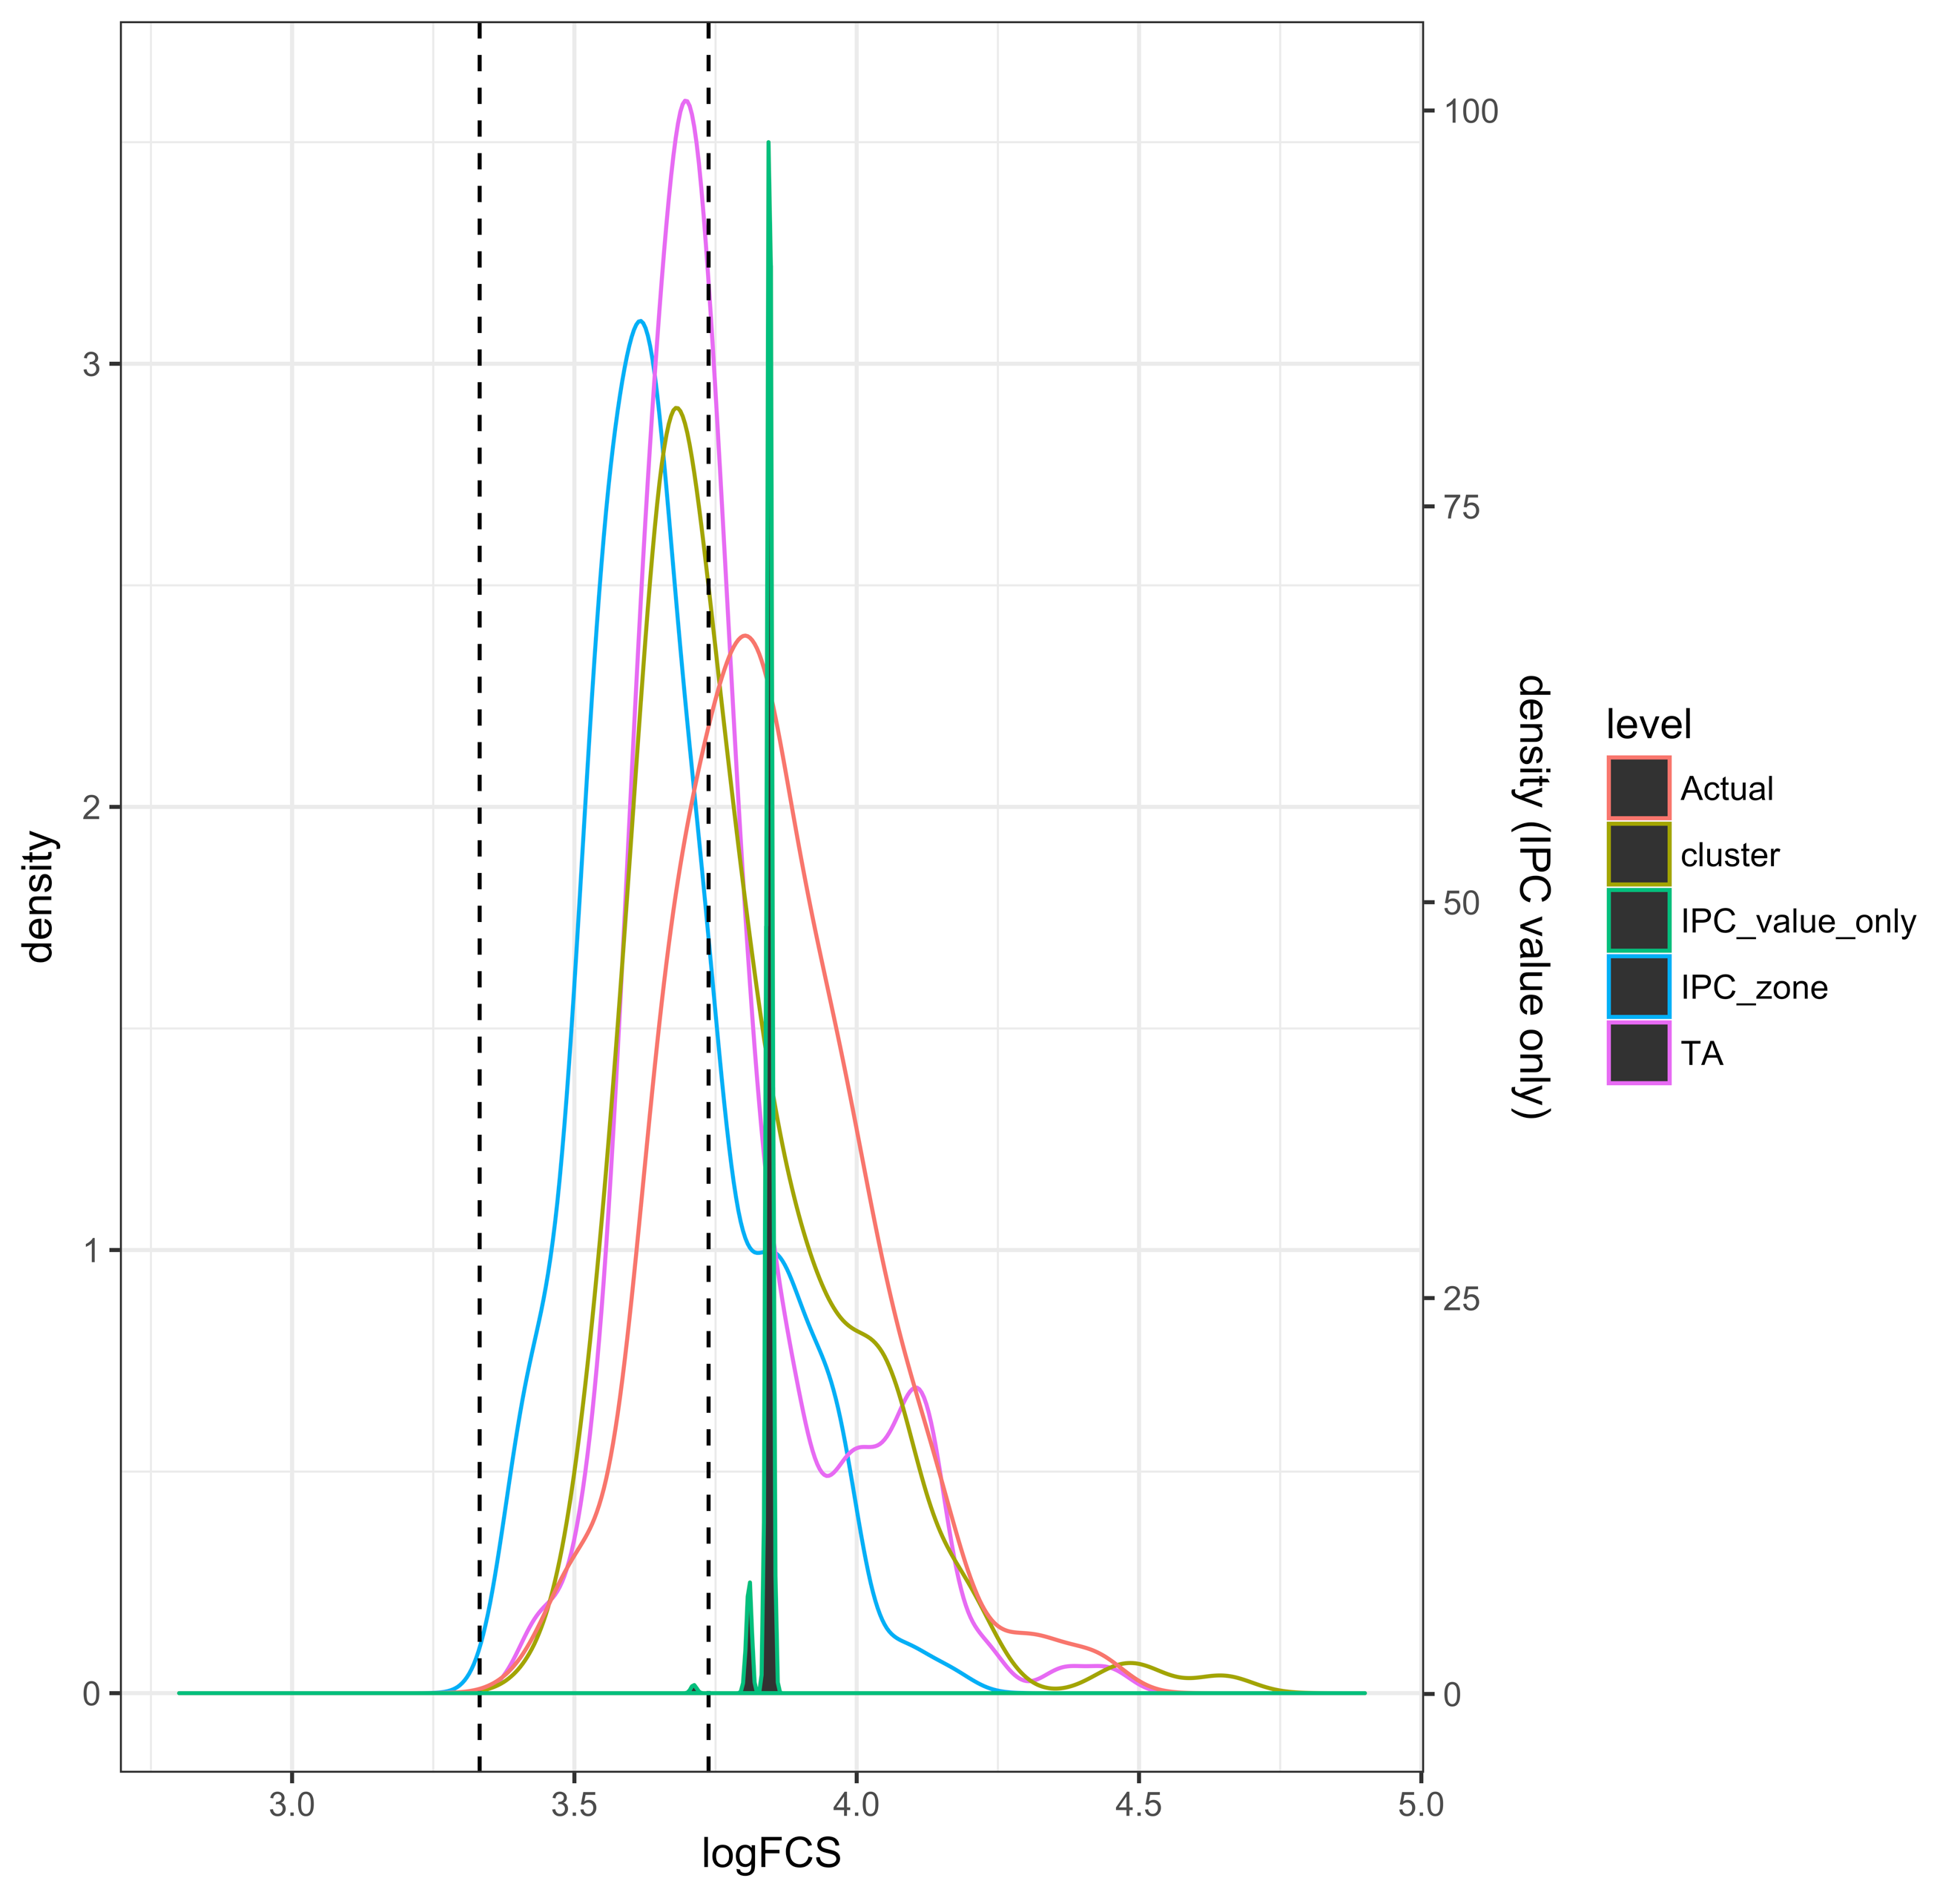 density
3
2
1
0
3.0
3.5
4.0
4.5
5.0
logFCS
100
75
50
25
0
density (IPC value only)
level
Actual
cluster
IPC_value_only
IPC_zone
TA